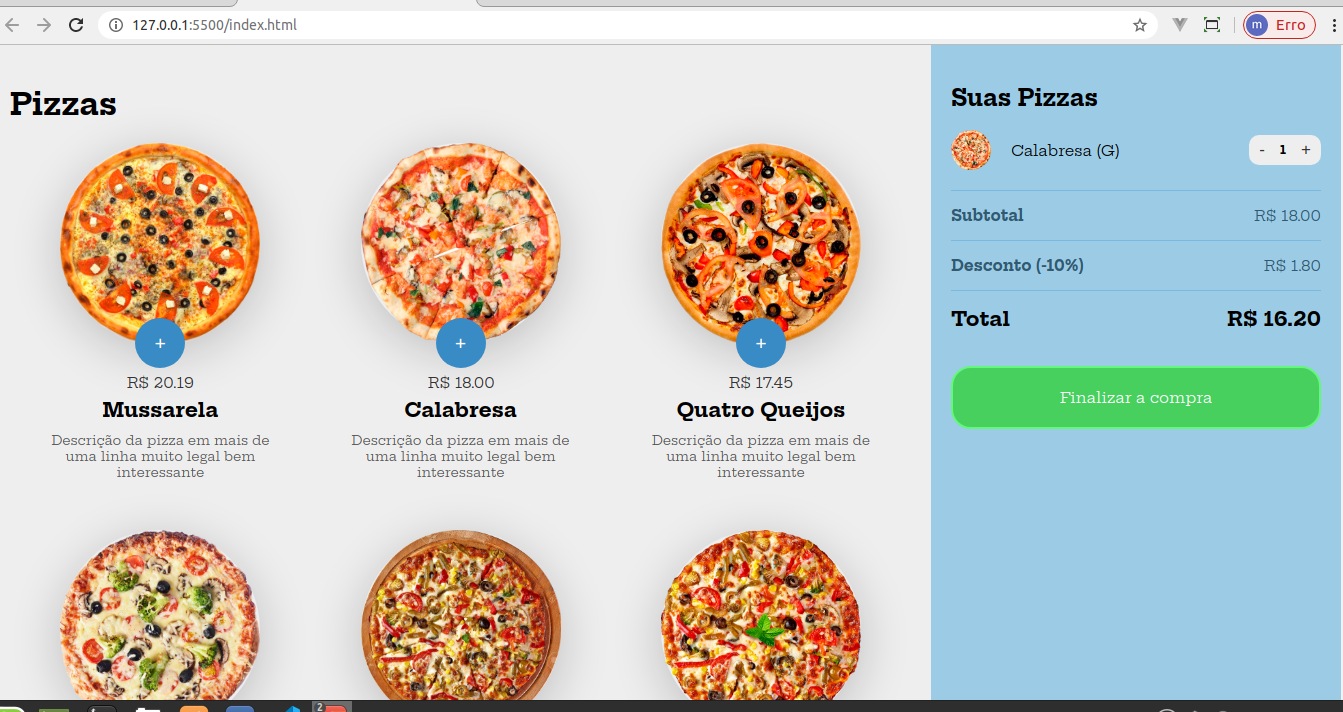 127.0.0.1:5500/index.html
m
Erro
Pizzas
+
+
+
R$ 20.19
R$ 18.00
R$ 17.45
Mussarela
Calabresa
Quatro Queijos
Descrição da pizza em mais de
uma linha muito legal bem
interessante
Descrição da pizza em mais de
uma linha muito legal bem
interessante
Descrição da pizza em mais de
uma linha muito legal bem
interessante
Suas Pizzas
Calabresa (G)
- 1 +
Subtotal R$ 18.00
Desconto (-10%) R$ 1.80
Total R$ 16.20
Finalizar a compra
2